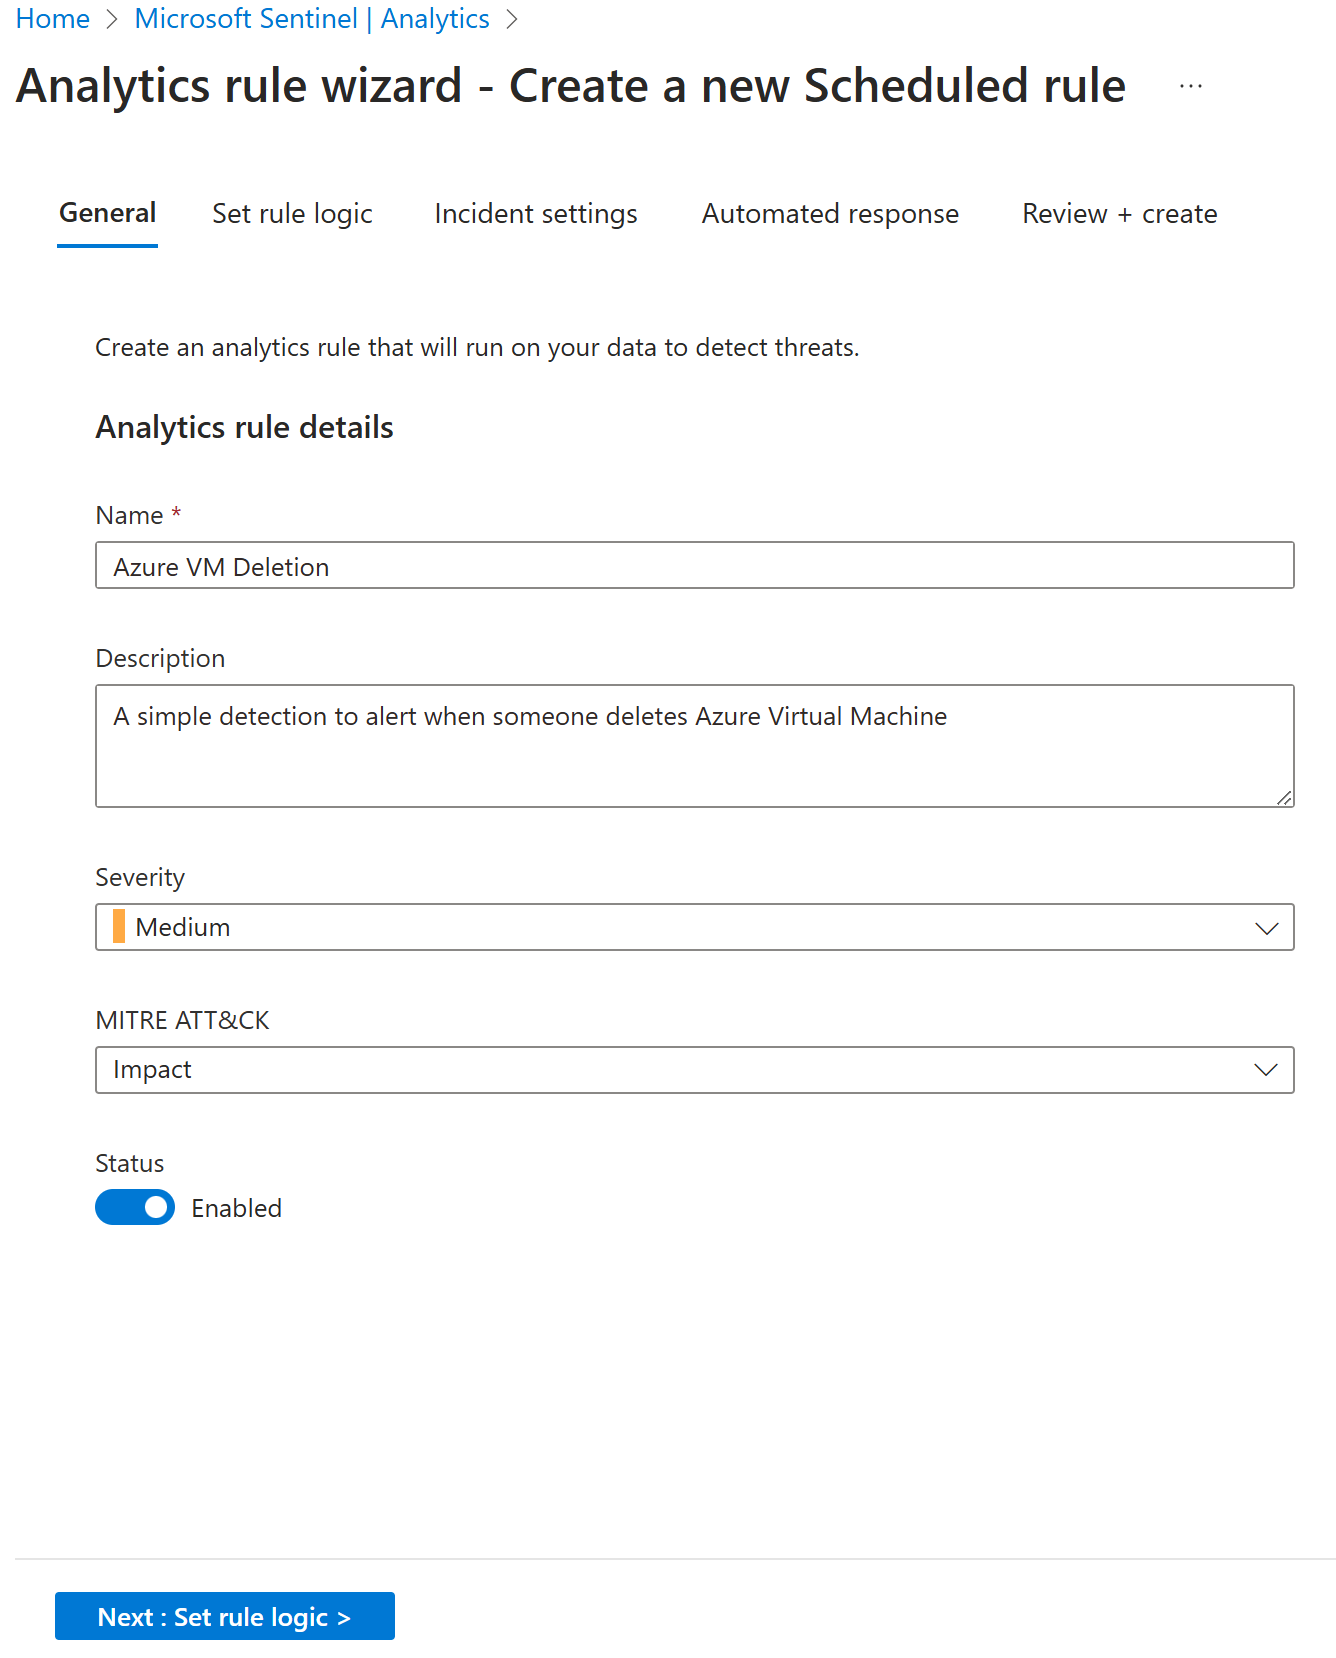 Home > Microsoft Sentinel | Analytics >
Analytics rule wizard - Create a new Scheduled rule ...
General Set rule logic Incident settings Automated response Review + create
Create an analytics rule that will run on your data to detect threats.
Analytics rule details
Name *
Azure VM Deletion
Description
A simple detection to alert when someone deletes Azure Virtual Machine
Severity
Medium
MITRE ATT&CK
Impact
Status
Enabled
Next : Set rule logic >